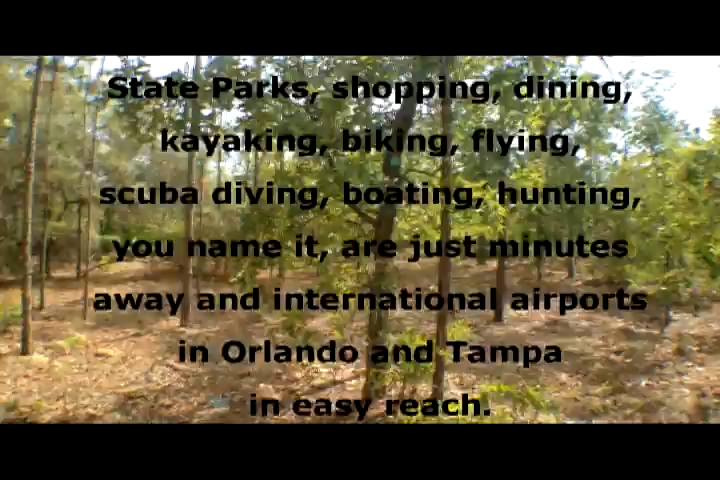 State Parks, shopping, dining,
kayaking, biking, flying,
scuba diving, boating, hunting,
you name it, are just minutes
away and international airports
in Orlando and Tampa
in easy reach.